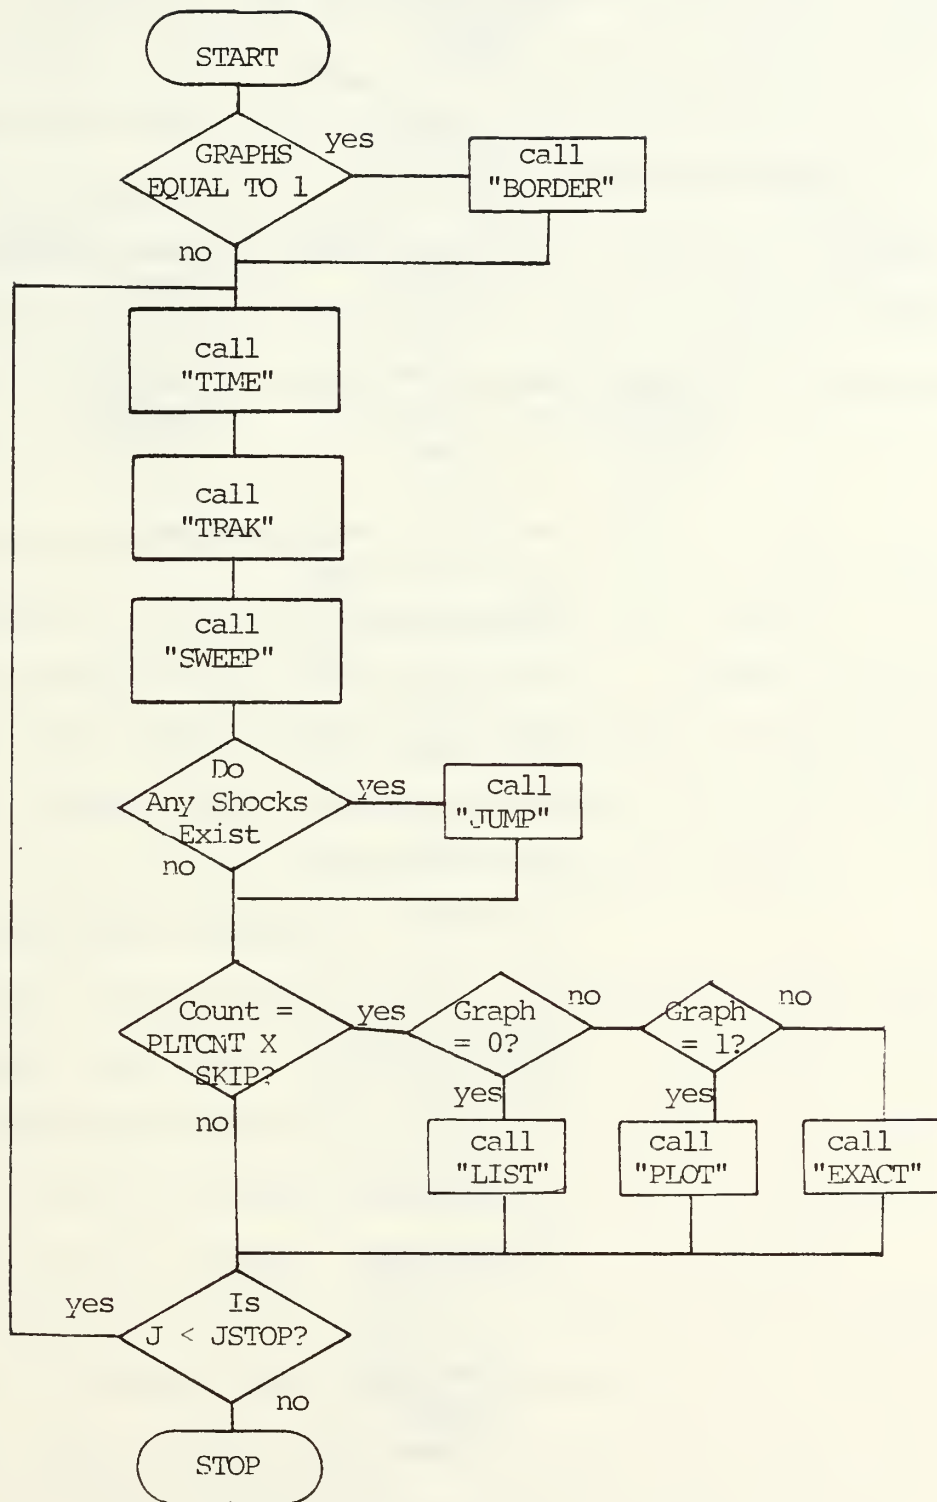 START
GRAPHS
EQUAL TO 1
yes
call
"BORDER"
no
call
"TIME"
call
"TRAK"
call
"SWEEP"
Do
Any Shocks
Exist
yes
call
"JUMP"
no
Count =
PLTCNT X
SKIP?
yes
Graph
= 0?
no
Graph
= 1?
no
yes
yes
no
call
"LIST"
call
"PLOT"
call
"EXACT"
yes
Is
J < JSTOP?
no
STOP